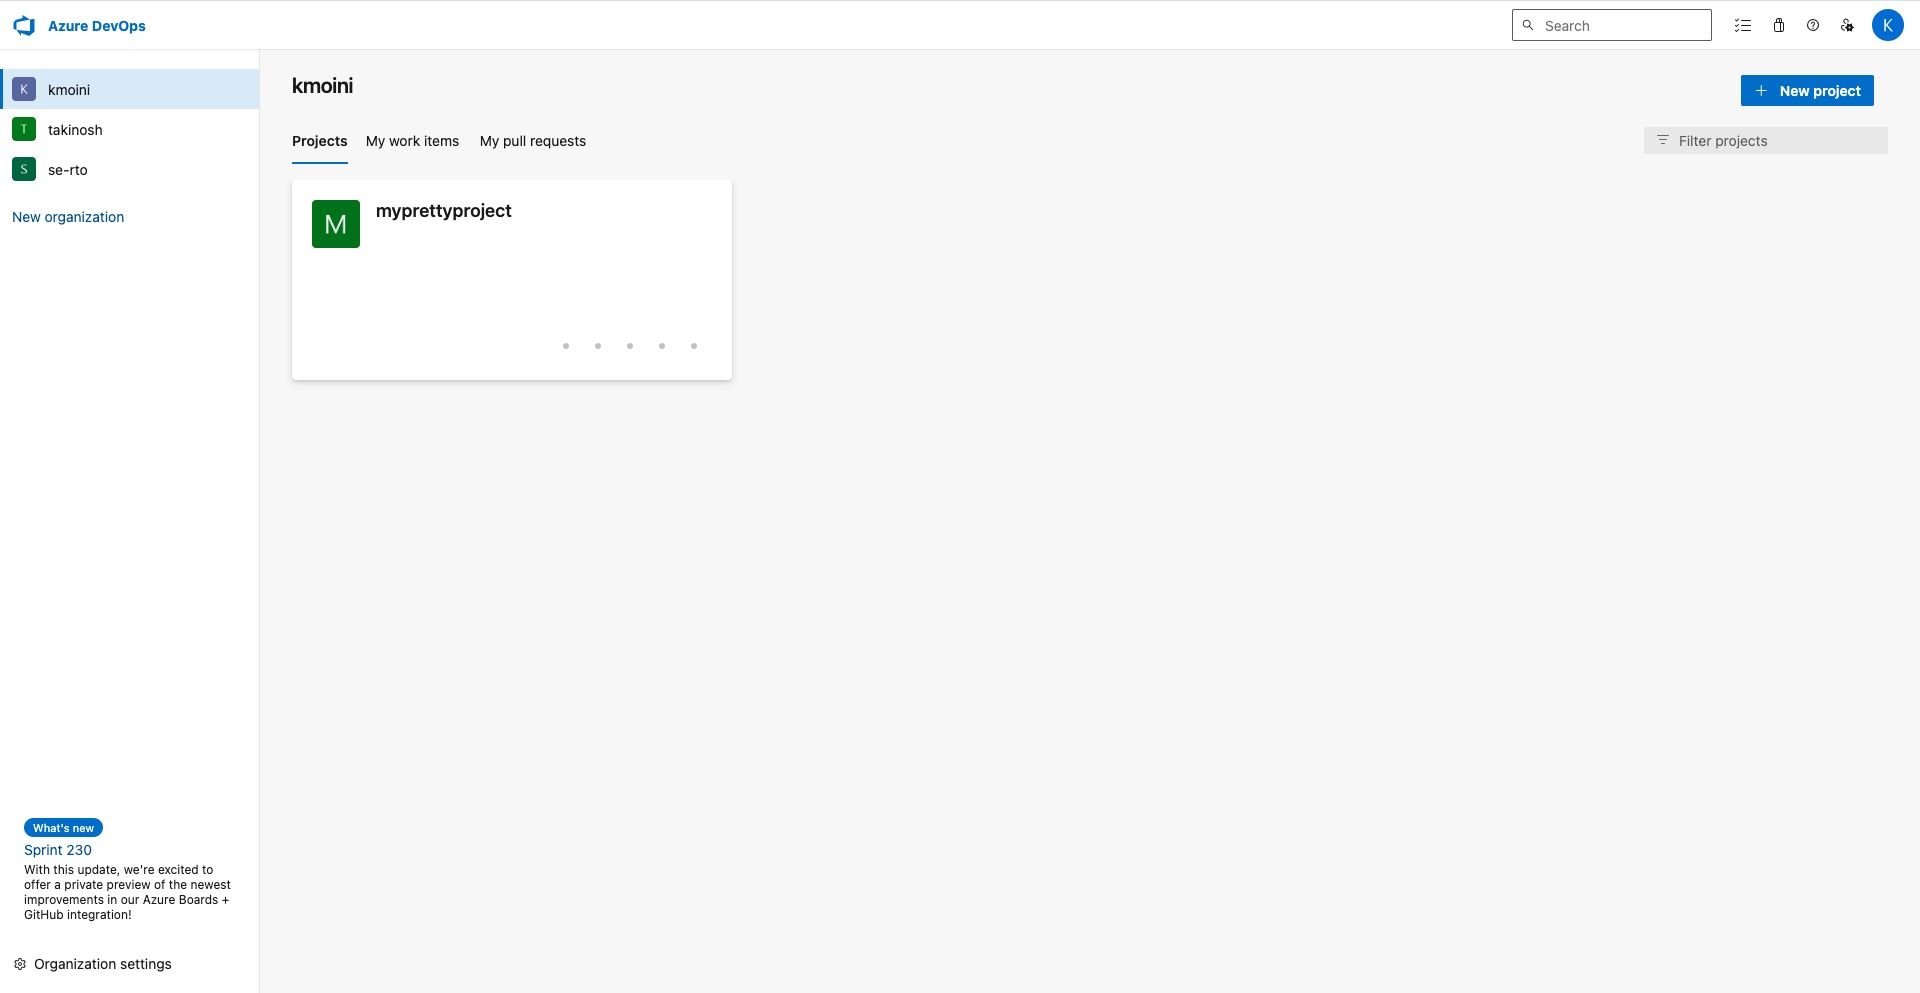 Azure DevOps
Search
K
K kmoini
T takinosh
S se-rto
New organization
kmoini
New project
Projects My work items My pull requests
Filter projects
M myprettyproject
What's new
Sprint 230
With this update, we're excited to
offer a private preview of the newest
improvements in our Azure Boards +
GitHub integration!
Organization settings